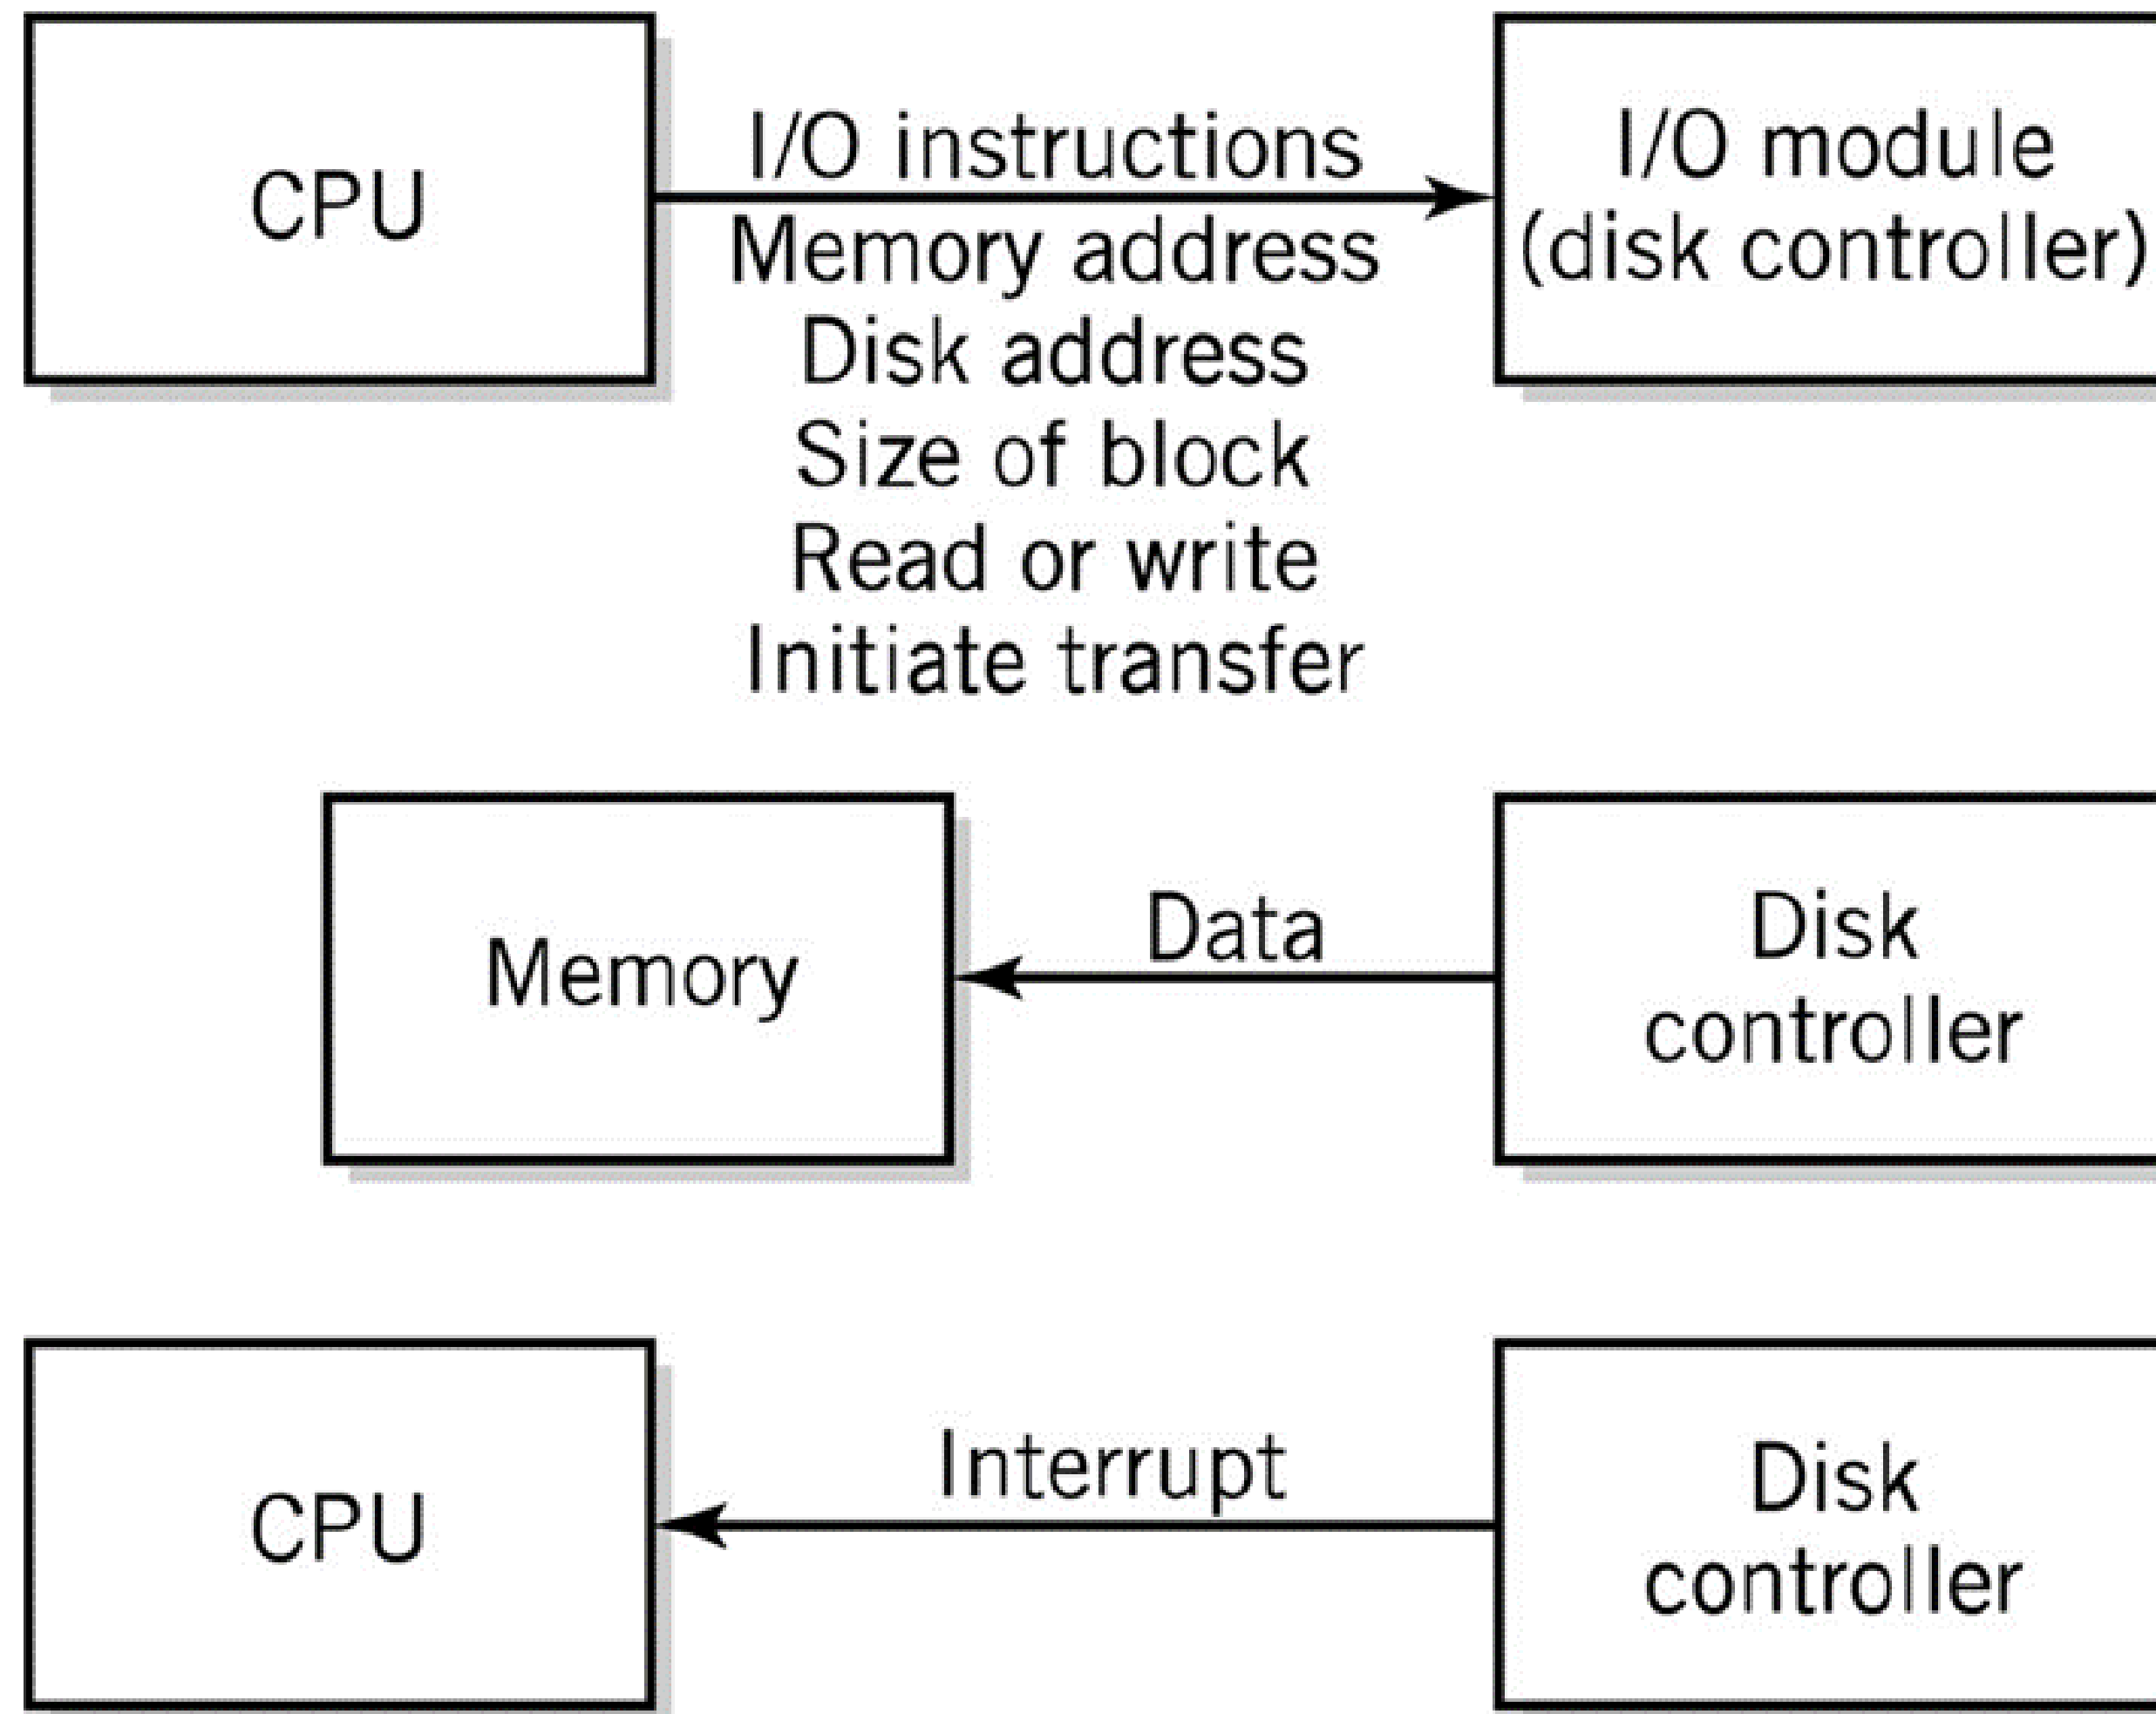 CPU
I/O instructions
Memory address
Disk address
Size of block
Read or write
Initiate transfer
I/O module
(disk controller)
Memory
Data
Disk
controller
CPU
Interrupt
Disk
controller